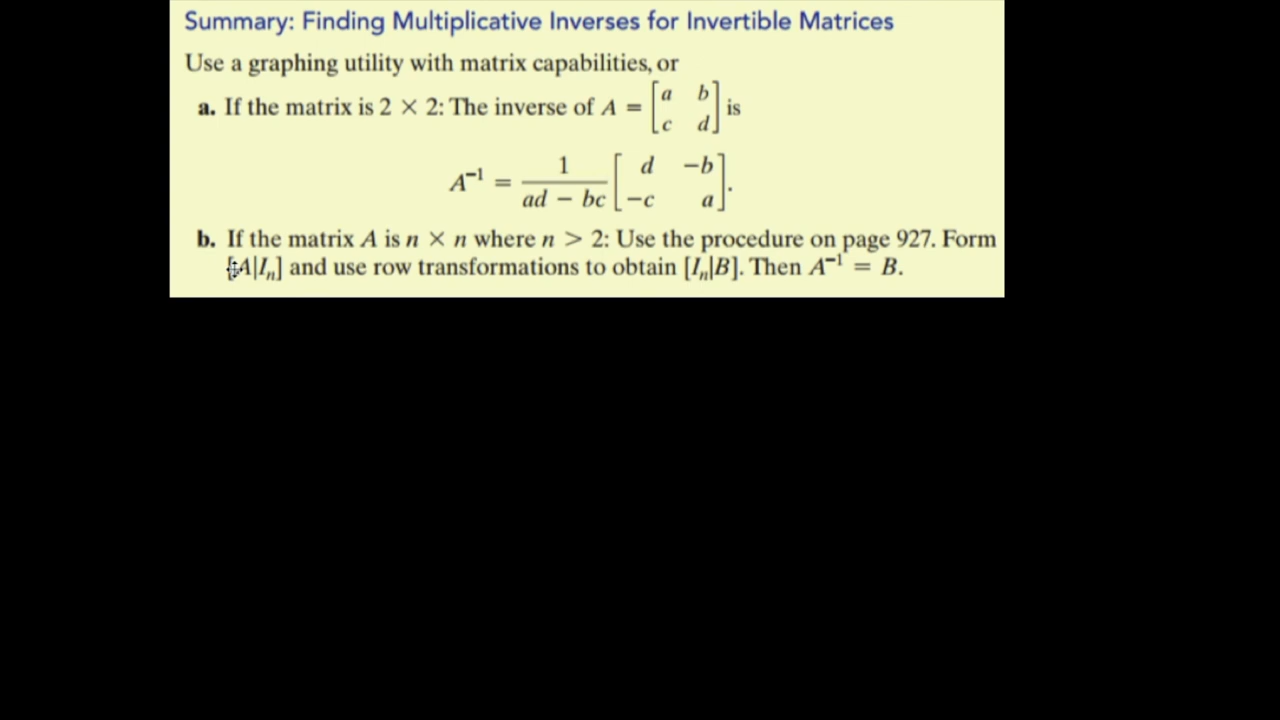 Summary: Finding Multiplicative Inverses for Invertible Matrices
Use a graphing utility with matrix capabilities, or
a. If the matrix is 2 × 2: The inverse of A = [a b; c d] is
A⁻¹ = 1/(ad − bc) [d −b; −c a].
b. If the matrix A is n × n where n > 2: Use the procedure on page 927. Form
[A|Iₙ] and use row transformations to obtain [Iₙ|B]. Then A⁻¹ = B.